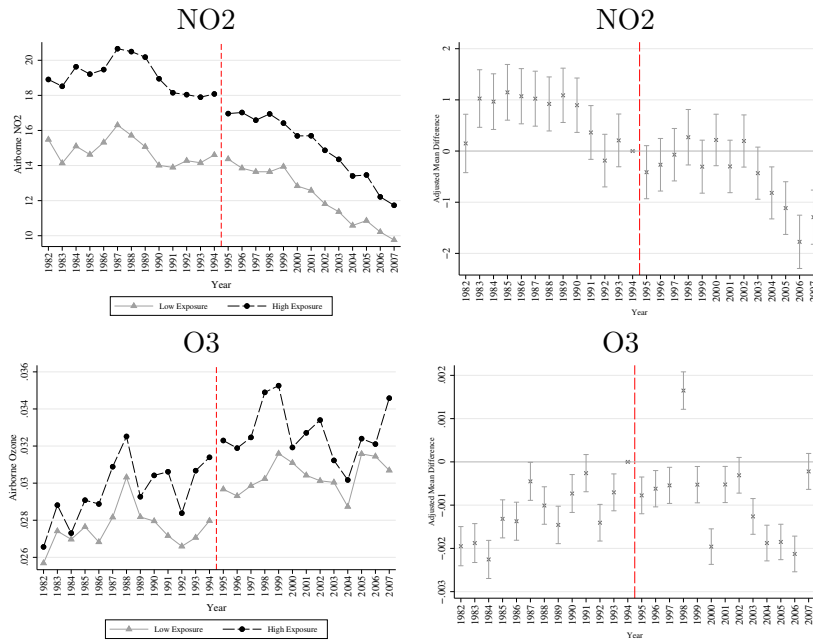 NO2
Airborne NO2
20
18
16
14
12
10
1982 1983 1984 1985 1986 1987 1988 1989 1990 1991 1992 1993 1994 1995 1996 1997 1998 1999 2000 2001 2002 2003 2004 2005 2006 2007
Year
Low Exposure High Exposure
NO2
Adjusted Mean Difference
2
1
0
-1
-2
1982 1983 1984 1985 1986 1987 1988 1989 1990 1991 1992 1993 1994 1995 1996 1997 1998 1999 2000 2001 2002 2003 2004 2005 2006 2007
Year
O3
Airborne Ozone
.036
.034
.032
.03
.028
.026
1982 1983 1984 1985 1986 1987 1988 1989 1990 1991 1992 1993 1994 1995 1996 1997 1998 1999 2000 2001 2002 2003 2004 2005 2006 2007
Year
Low Exposure High Exposure
O3
Adjusted Mean Difference
.002
.001
0
-.001
-.002
-.003
1982 1983 1984 1985 1986 1987 1988 1989 1990 1991 1992 1993 1994 1995 1996 1997 1998 1999 2000 2001 2002 2003 2004 2005 2006 2007
Year